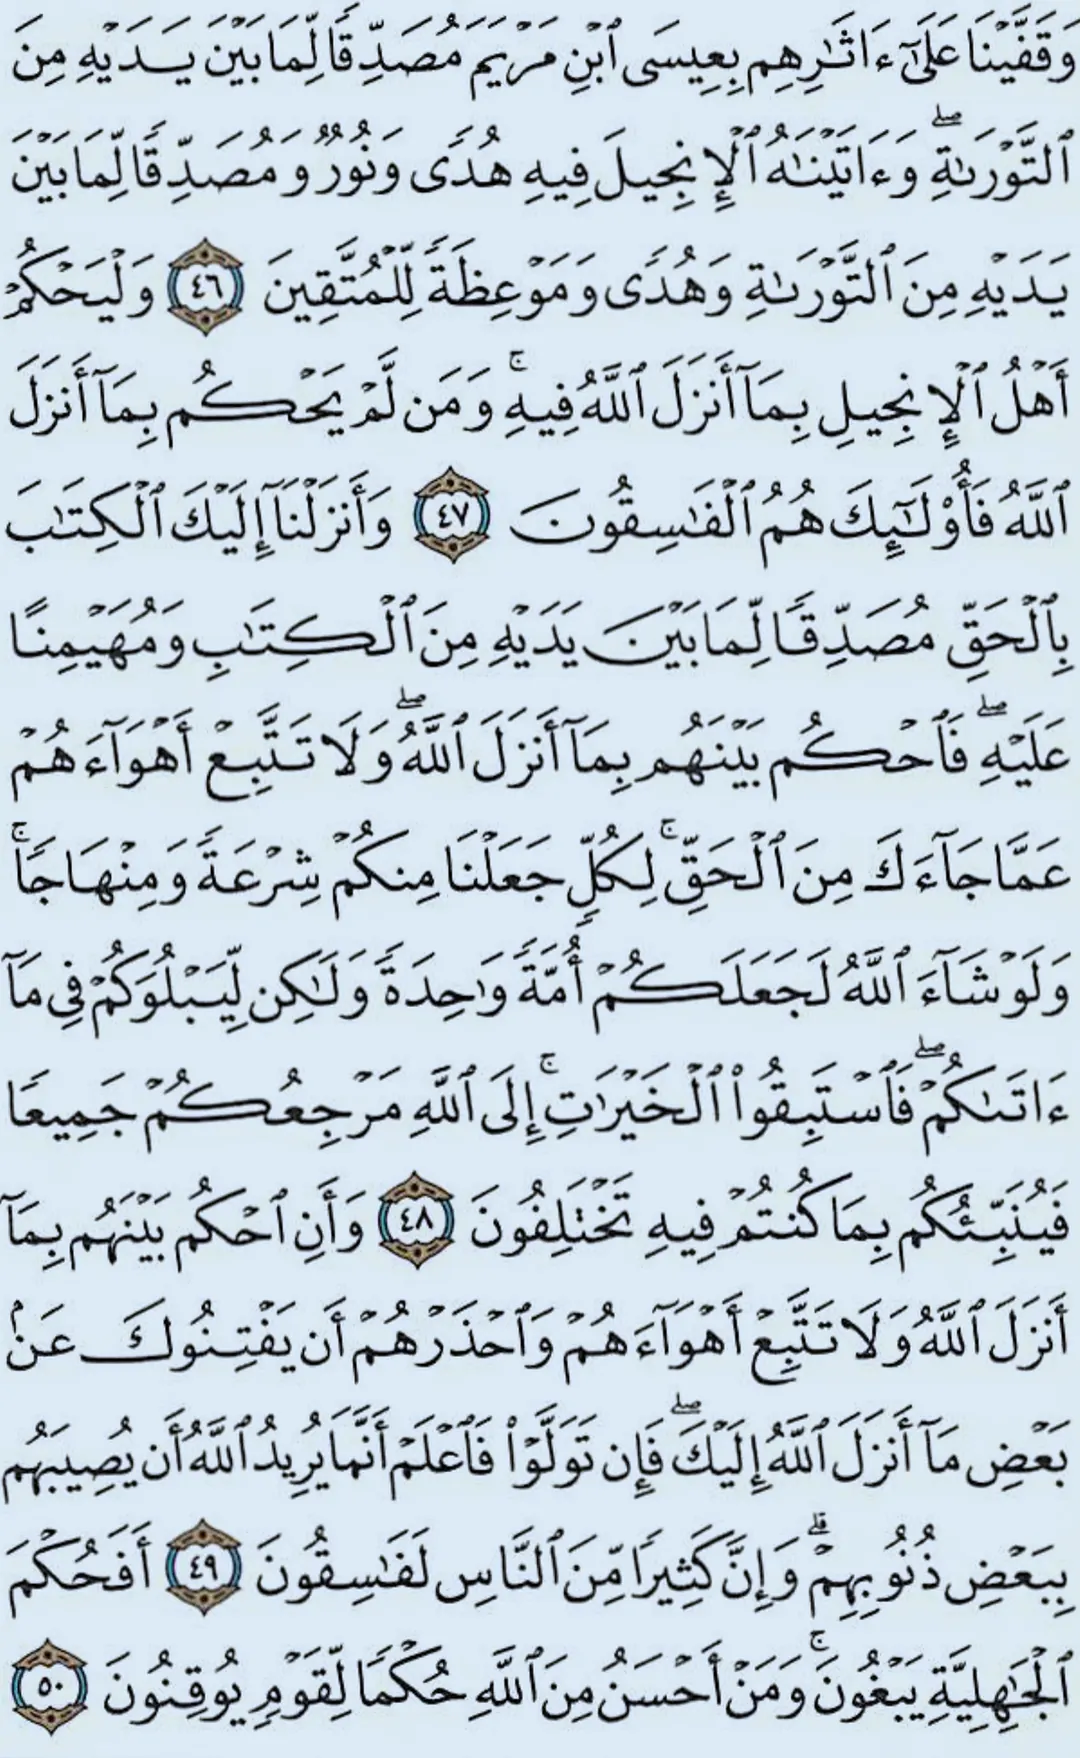 وَقَفَّيْنَا عَلَىٰٓ ءَاثَٰرِهِم بِعِيسَى ٱبْنِ مَرْيَمَ مُصَدِّقًا لِّمَا بَيْنَ يَدَيْهِ مِنَ
ٱلتَّوْرَىٰةِۖ وَءَاتَيْنَٰهُ ٱلْإِنجِيلَ فِيهِ هُدًى وَنُورٌ وَمُصَدِّقًا لِّمَا بَيْنَ
يَدَيْهِ مِنَ ٱلتَّوْرَىٰةِ وَهُدًى وَمَوْعِظَةً لِّلْمُتَّقِينَ ٤٦ وَلْيَحْكُمْ
أَهْلُ ٱلْإِنجِيلِ بِمَآ أَنزَلَ ٱللَّهُ فِيهِۚ وَمَن لَّمْ يَحْكُم بِمَآ أَنزَلَ
ٱللَّهُ فَأُو۟لَٰٓئِكَ هُمُ ٱلْفَٰسِقُونَ ٤٧ وَأَنزَلْنَآ إِلَيْكَ ٱلْكِتَٰبَ
بِٱلْحَقِّ مُصَدِّقًا لِّمَا بَيْنَ يَدَيْهِ مِنَ ٱلْكِتَٰبِ وَمُهَيْمِنًا
عَلَيْهِۖ فَٱحْكُم بَيْنَهُم بِمَآ أَنزَلَ ٱللَّهُۖ وَلَا تَتَّبِعْ أَهْوَآءَهُمْ
عَمَّا جَآءَكَ مِنَ ٱلْحَقِّۚ لِكُلٍّ جَعَلْنَا مِنكُمْ شِرْعَةً وَمِنْهَاجًاۚ
وَلَوْ شَآءَ ٱللَّهُ لَجَعَلَكُمْ أُمَّةً وَٰحِدَةً وَلَٰكِن لِّيَبْلُوَكُمْ فِى مَآ
ءَاتَىٰكُمْۖ فَٱسْتَبِقُوا۟ ٱلْخَيْرَٰتِۚ إِلَى ٱللَّهِ مَرْجِعُكُمْ جَمِيعًا
فَيُنَبِّئُكُم بِمَا كُنتُمْ فِيهِ تَخْتَلِفُونَ ٤٨ وَأَنِ ٱحْكُم بَيْنَهُم بِمَآ
أَنزَلَ ٱللَّهُ وَلَا تَتَّبِعْ أَهْوَآءَهُمْ وَٱحْذَرْهُمْ أَن يَفْتِنُوكَ عَنۢ
بَعْضِ مَآ أَنزَلَ ٱللَّهُ إِلَيْكَۖ فَإِن تَوَلَّوْا۟ فَٱعْلَمْ أَنَّمَا يُرِيدُ ٱللَّهُ أَن يُصِيبَهُم
بِبَعْضِ ذُنُوبِهِمْۗ وَإِنَّ كَثِيرًا مِّنَ ٱلنَّاسِ لَفَٰسِقُونَ ٤٩ أَفَحُكْمَ
ٱلْجَٰهِلِيَّةِ يَبْغُونَۚ وَمَنْ أَحْسَنُ مِنَ ٱللَّهِ حُكْمًا لِّقَوْمٍ يُوقِنُونَ ٥٠